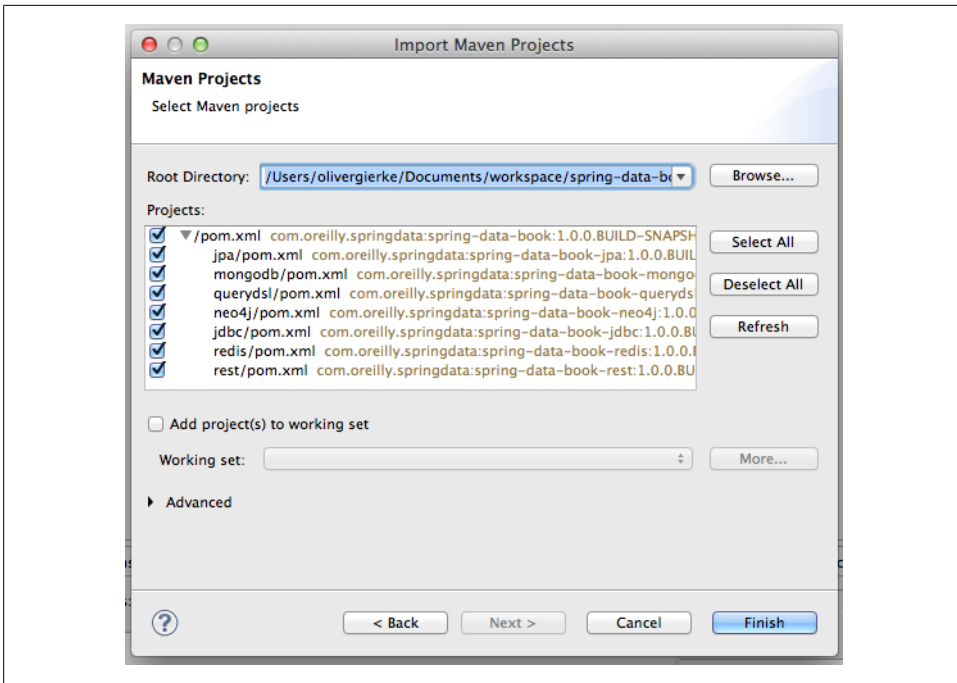 Import Maven Projects
Maven Projects
Select Maven projects
Root Directory: /Users/olivergierke/Documents/workspace/spring-data-bo Browse...
Projects:
/pom.xml com.oreilly.springdata:spring-data-book:1.0.0.BUILD-SNAPSH
jpa/pom.xml com.oreilly.springdata:spring-data-book-jpa:1.0.0.BUIL
mongodb/pom.xml com.oreilly.springdata:spring-data-book-mongo
querydsl/pom.xml com.oreilly.springdata:spring-data-book-querydsl
neo4j/pom.xml com.oreilly.springdata:spring-data-book-neo4j:1.0.0
jdbc/pom.xml com.oreilly.springdata:spring-data-book-jdbc:1.0.0.BU
redis/pom.xml com.oreilly.springdata:spring-data-book-redis:1.0.0.
rest/pom.xml com.oreilly.springdata:spring-data-book-rest:1.0.0.BU
Select All
Deselect All
Refresh
Add project(s) to working set
Working set: More...
Advanced
? < Back Next > Cancel Finish